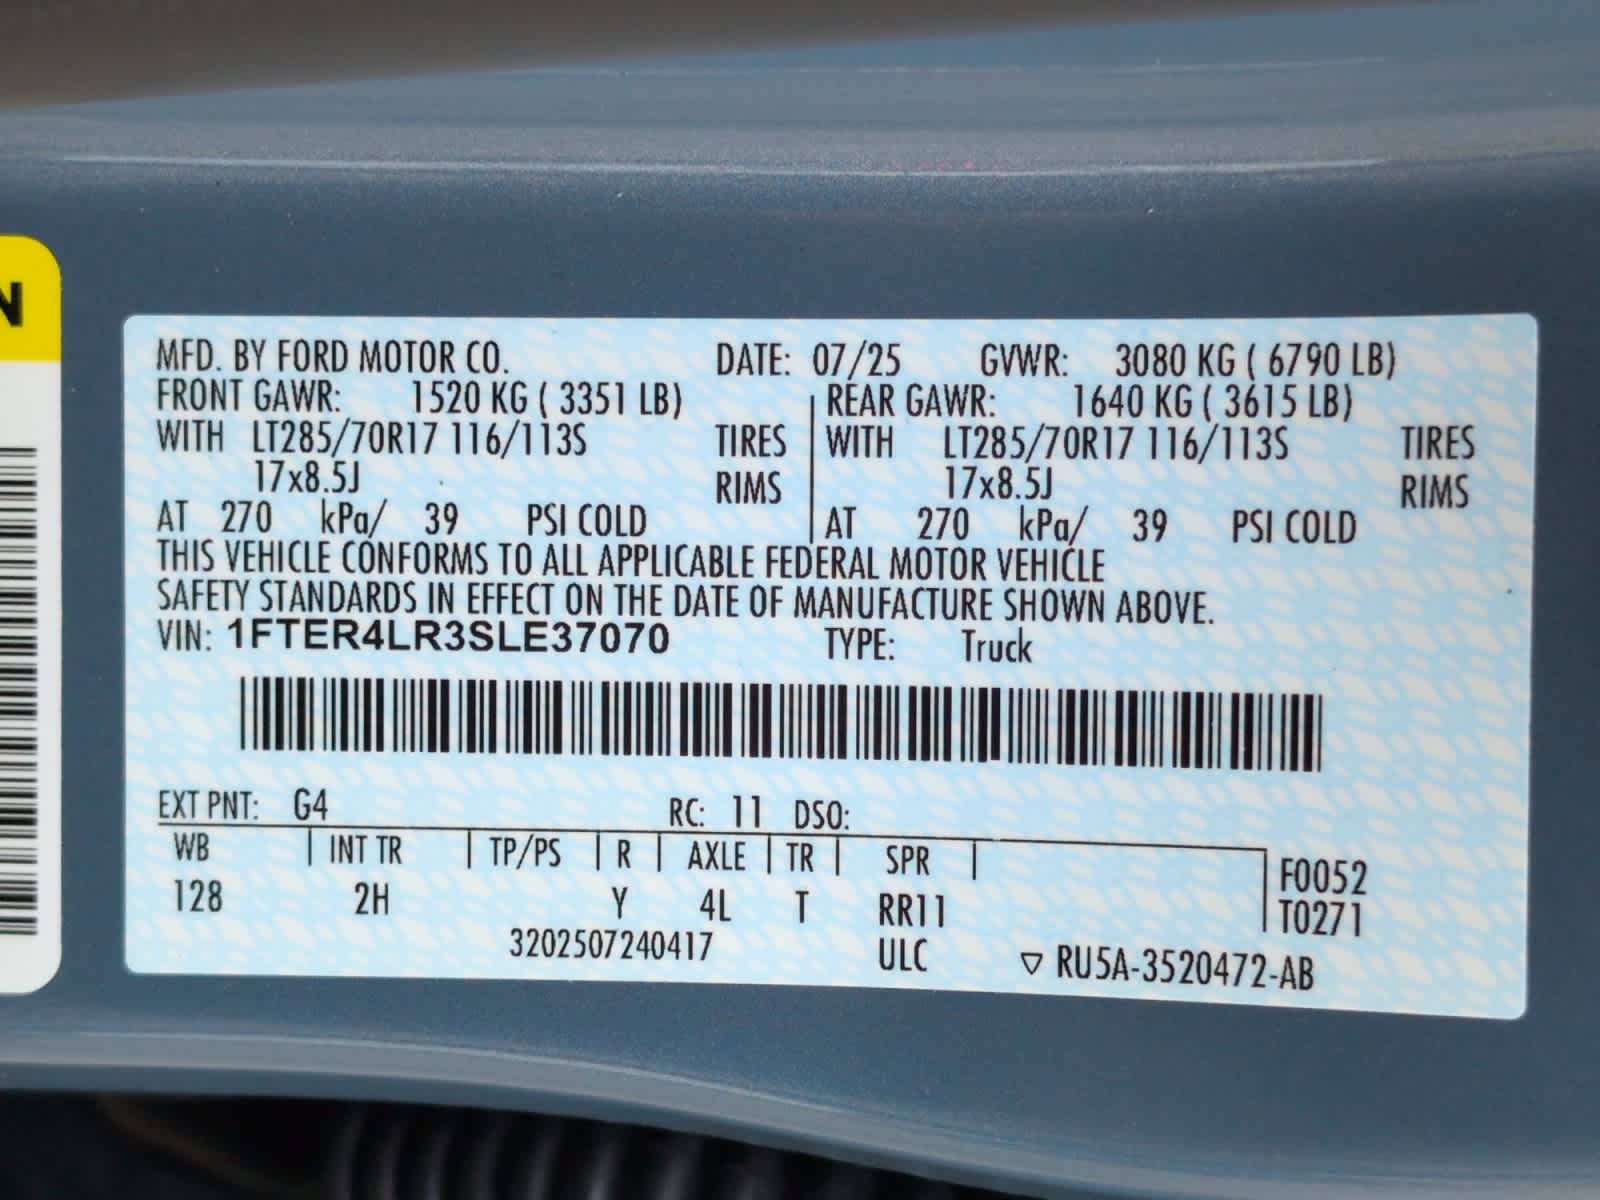 N
MFD. BY FORD MOTOR CO. DATE: 07/25 GVWR: 3080 KG ( 6790 LB)
FRONT GAWR: 1520 KG ( 3351 LB) REAR GAWR: 1640 KG ( 3615 LB)
WITH LT285/70R17 116/113S TIRES WITH LT285/70R17 116/113S TIRES
17x8.5J RIMS 17x8.5J RIMS
AT 270 kPa/ 39 PSI COLD AT 270 kPa/ 39 PSI COLD
THIS VEHICLE CONFORMS TO ALL APPLICABLE FEDERAL MOTOR VEHICLE
SAFETY STANDARDS IN EFFECT ON THE DATE OF MANUFACTURE SHOWN ABOVE.
VIN: 1FTER4LR3SLE37070 TYPE: Truck
EXT PNT: G4 RC: 11 DSO:
WB | INT TR | TP/PS | R | AXLE | TR | SPR | F0052
128 2H Y 4L T RR11 T0271
3202507240417 ULC ▽ RU5A-3520472-AB